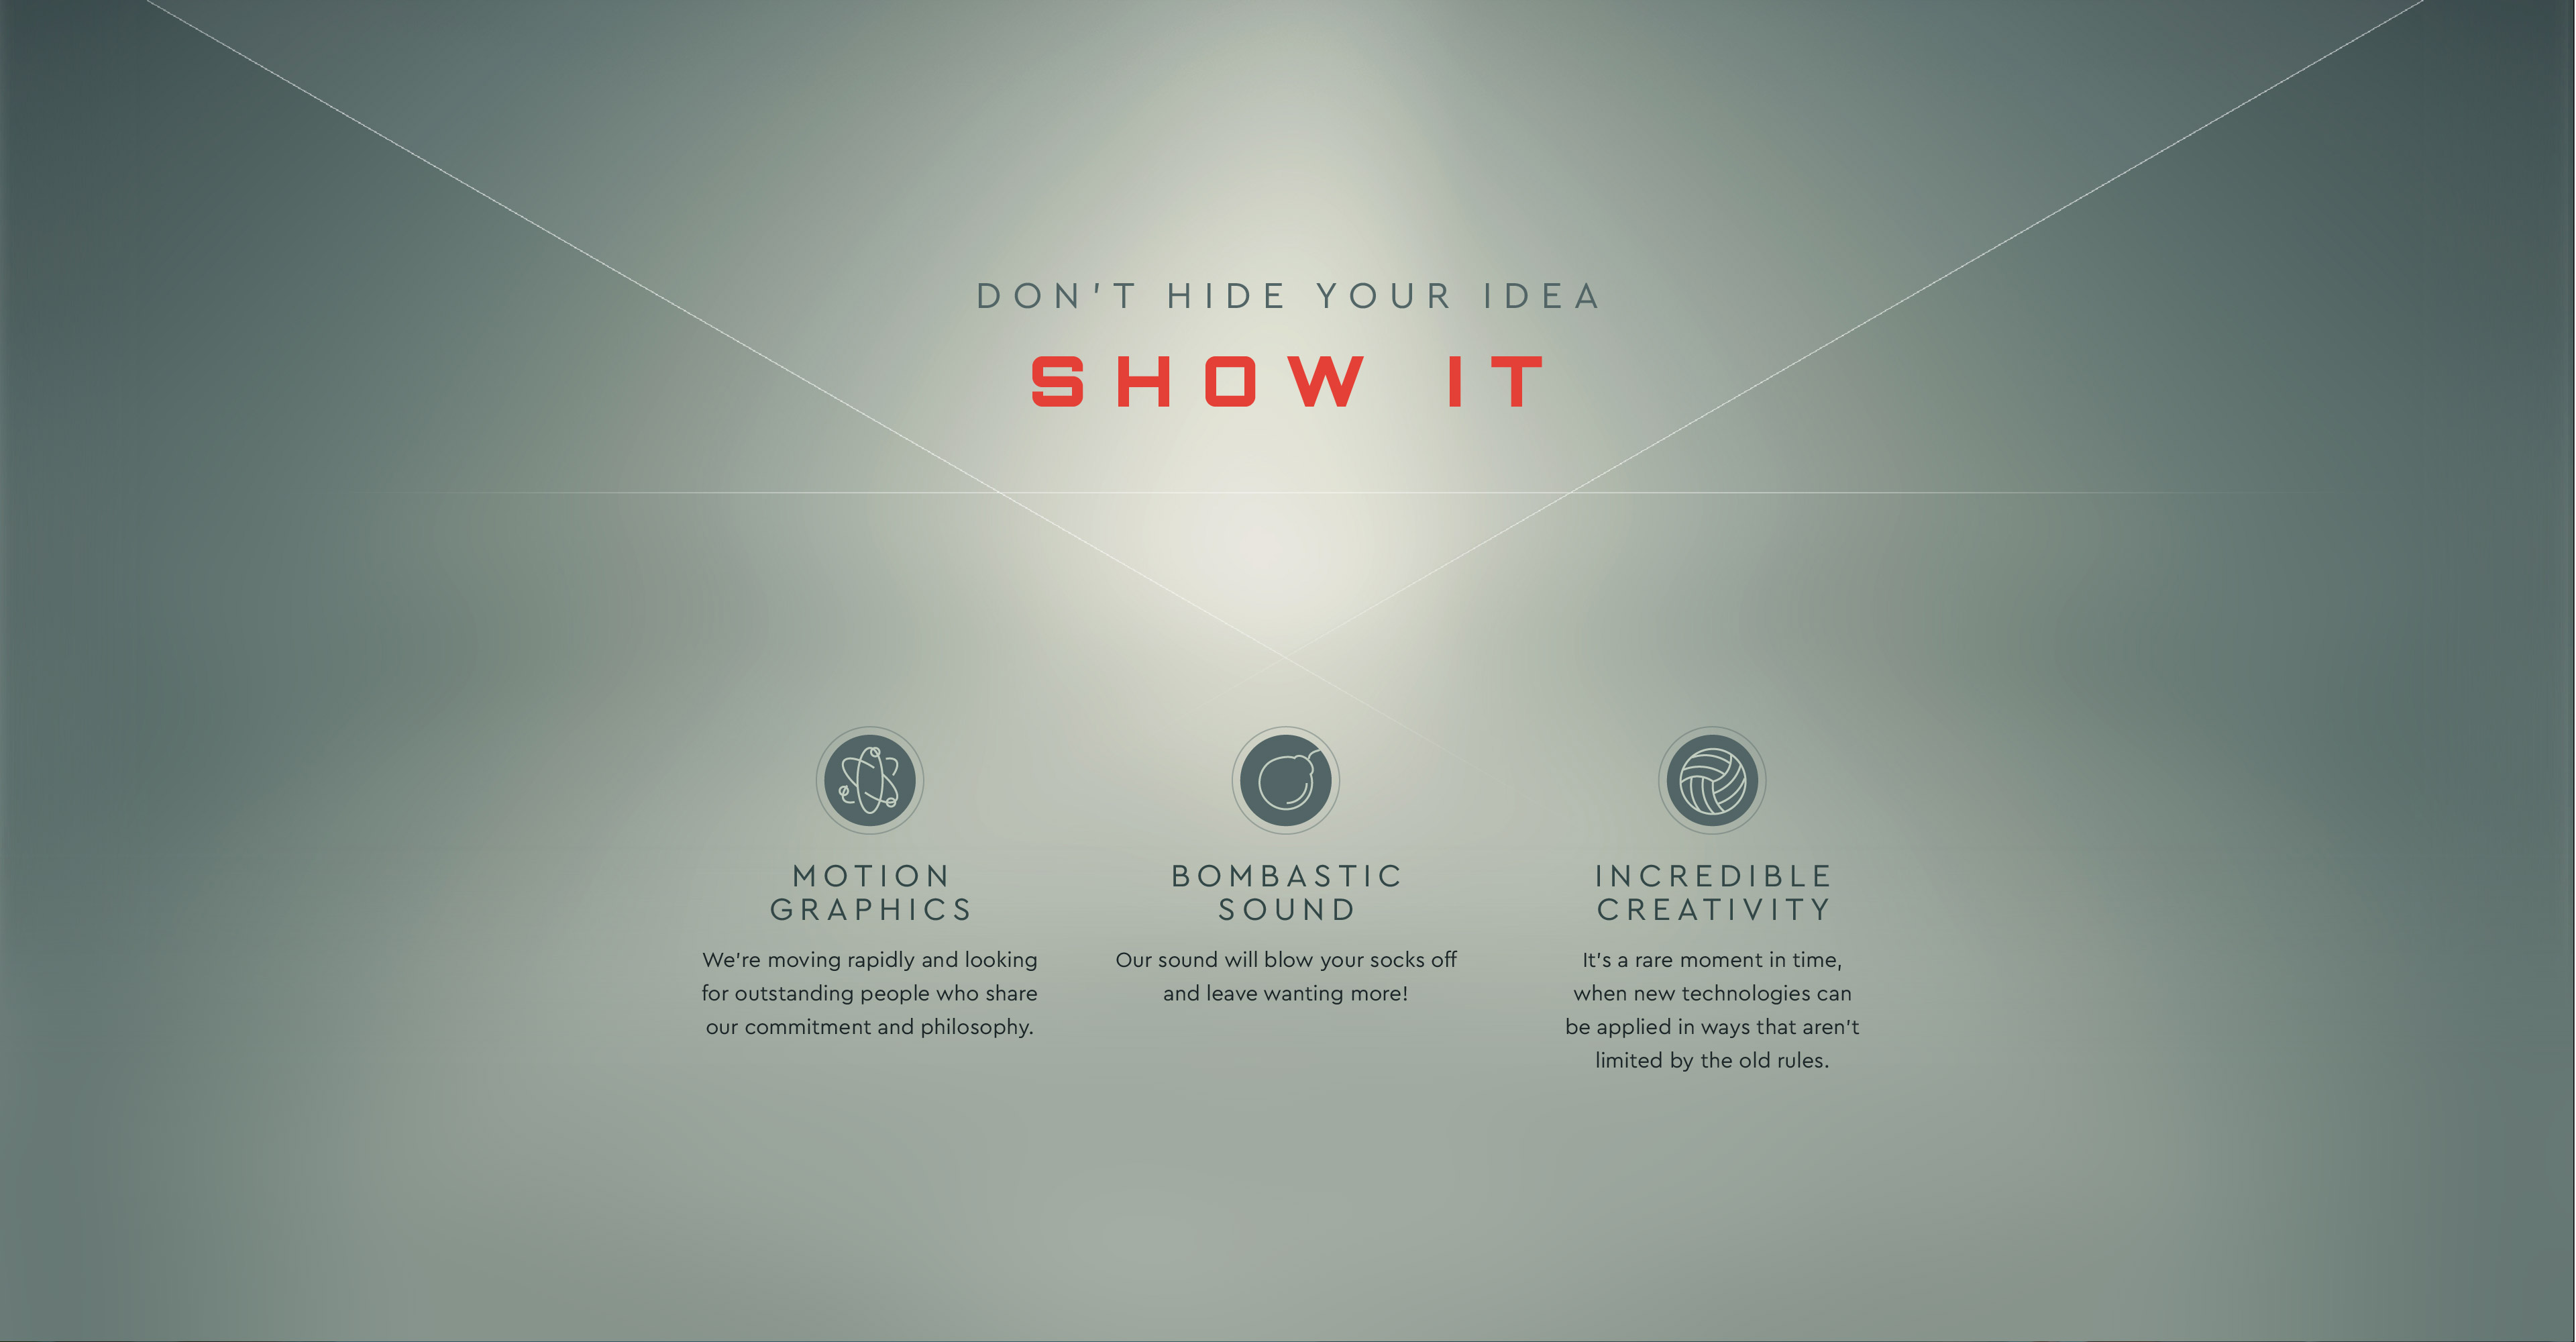 DON'T HIDE YOUR IDEA
SHOW IT
MOTION
GRAPHICS
We're moving rapidly and looking
for outstanding people who share
our commitment and philosophy.
BOMBASTIC
SOUND
Our sound will blow your socks off
and leave wanting more!
INCREDIBLE
CREATIVITY
It's a rare moment in time,
when new technologies can
be applied in ways that aren't
limited by the old rules.